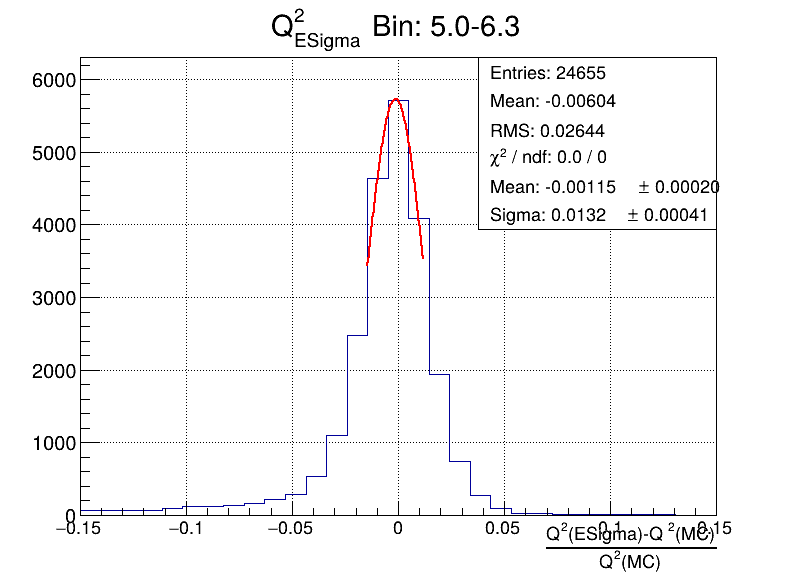 Q²_ESigma Bin: 5.0-6.3
Entries: 24655
Mean: -0.00604
RMS: 0.02644
χ² / ndf: 0.0 / 0
Mean: -0.00115 ± 0.00020
Sigma: 0.0132 ± 0.00041
6000
5000
4000
3000
2000
1000
0
−0.15 −0.1 −0.05 0 0.05 0.1 0.15
Q²(ESigma)-Q²(MC)
Q²(MC)